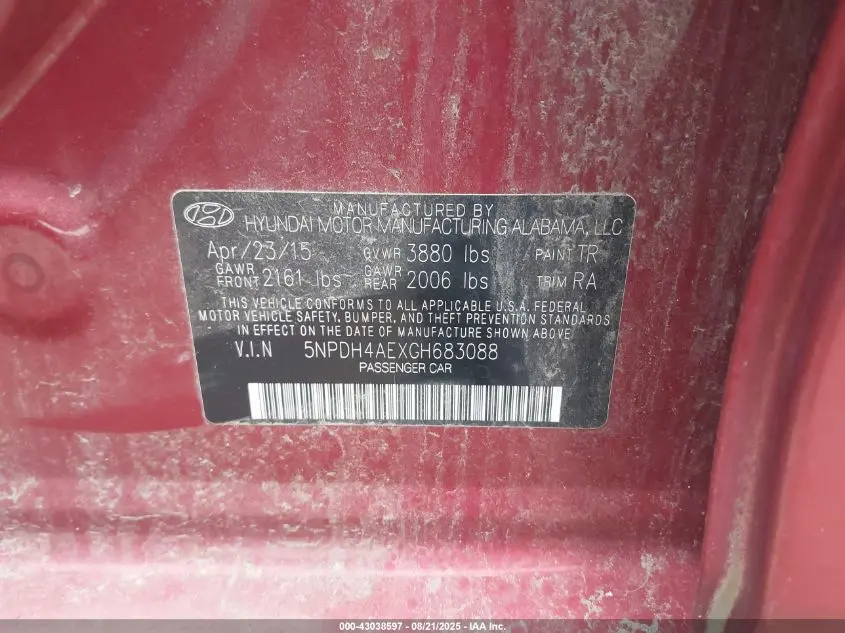 MANUFACTURED BY
HYUNDAI MOTOR MANUFACTURING ALABAMA, LLC
Apr/23/15 GVWR 3880 lbs PAINT TR
GAWR FRONT 2161 lbs GAWR REAR 2006 lbs TRIM RA
THIS VEHICLE CONFORMS TO ALL APPLICABLE U.S.A. FEDERAL
MOTOR VEHICLE SAFETY, BUMPER, AND THEFT PREVENTION STANDARDS
IN EFFECT ON THE DATE OF MANUFACTURE SHOWN ABOVE
V.I.N 5NPDH4AEXGH683088
PASSENGER CAR
000-43038597 - 08/21/2025 - IAA Inc.